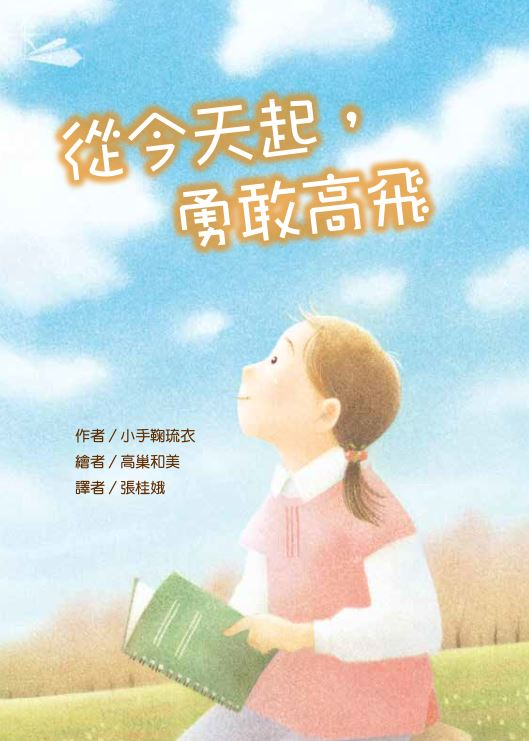 從今天起，
勇敢高飛
作者／小手鞠琉衣
繪者／高巢和美
譯者／張桂娥